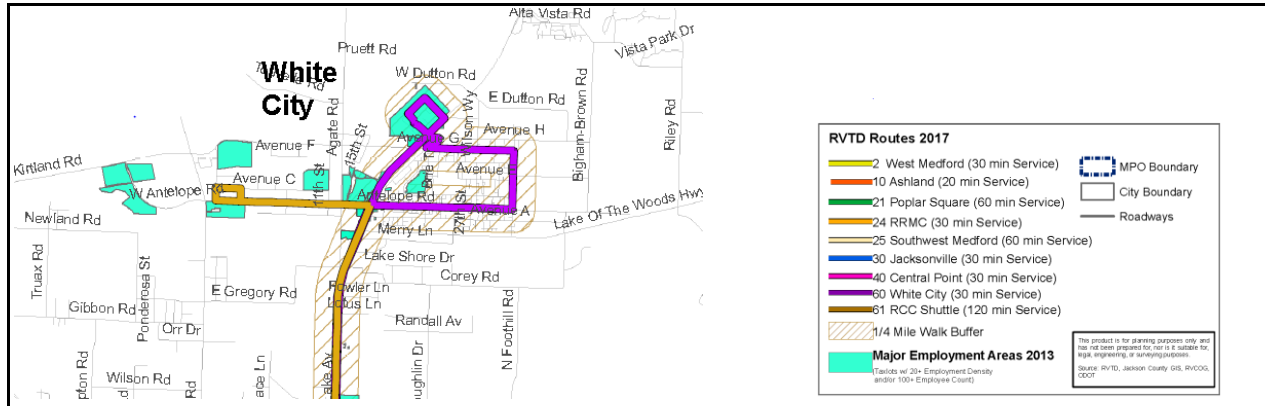 Alta Vista Rd
Vista Park Dr
Pruett Rd
White
City
W Dutton Rd
E Dutton Rd
Agate Rd
15th St
Wilson Wy
Avenue H
Avenue G
Bigham-Brown Rd
Riley Rd
Kirtland Rd
Avenue F
Avenue C
11th St
W Antelope Rd
Antelope Rd
27th St
Avenue A
Lake Of The Woods Hwy
Newland Rd
Merry Ln
Truax Rd
Ponderosa St
Lake Shore Dr
Corey Rd
E Gregory Rd
Fowler Ln
Lotus Ln
Gibbon Rd
Orr Dr
Randall Av
N Foothill Rd
Wilson Rd
RVTD Routes 2017
2 West Medford (30 min Service)
10 Ashland (20 min Service)
21 Poplar Square (60 min Service)
24 RRMC (30 min Service)
25 Southwest Medford (60 min Service)
30 Jacksonville (30 min Service)
40 Central Point (30 min Service)
60 White City (30 min Service)
61 RCC Shuttle (120 min Service)
1/4 Mile Walk Buffer
Major Employment Areas 2013
(Taxlots w/ 20+ Employment Density
and/or 100+ Employee Count)
MPO Boundary
City Boundary
Roadways
This product is for planning purposes only and
has not been prepared for, nor is it suitable for,
legal, engineering, or surveying purposes.
Source: RVTD, Jackson County GIS, RVCOG,
ODOT